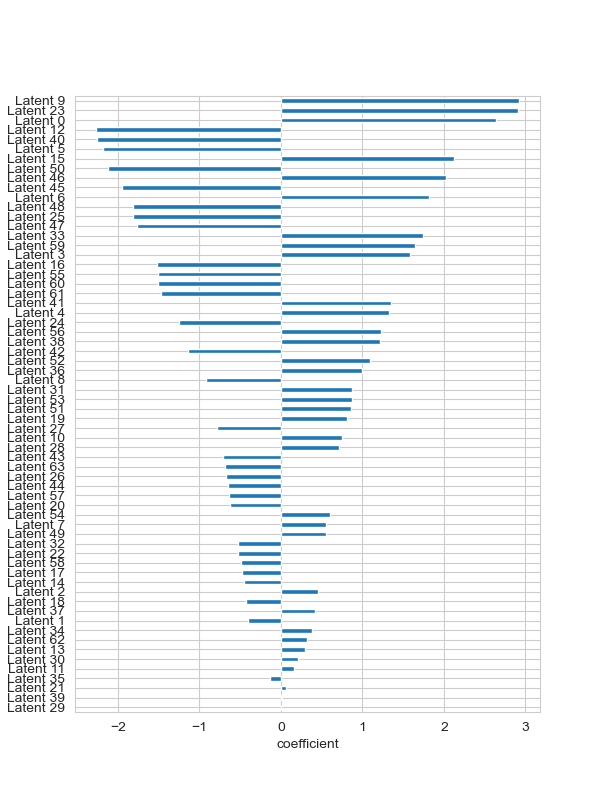 Latent 9
Latent 23
Latent 0
Latent 12
Latent 40
Latent 5
Latent 15
Latent 50
Latent 46
Latent 45
Latent 6
Latent 48
Latent 25
Latent 47
Latent 33
Latent 59
Latent 3
Latent 16
Latent 55
Latent 60
Latent 61
Latent 41
Latent 4
Latent 24
Latent 56
Latent 38
Latent 42
Latent 52
Latent 36
Latent 8
Latent 31
Latent 53
Latent 51
Latent 19
Latent 27
Latent 10
Latent 28
Latent 43
Latent 63
Latent 26
Latent 44
Latent 57
Latent 20
Latent 54
Latent 7
Latent 49
Latent 32
Latent 22
Latent 58
Latent 17
Latent 14
Latent 2
Latent 18
Latent 37
Latent 1
Latent 34
Latent 62
Latent 13
Latent 30
Latent 11
Latent 35
Latent 21
Latent 39
Latent 29
−2 −1 0 1 2 3
coefficient